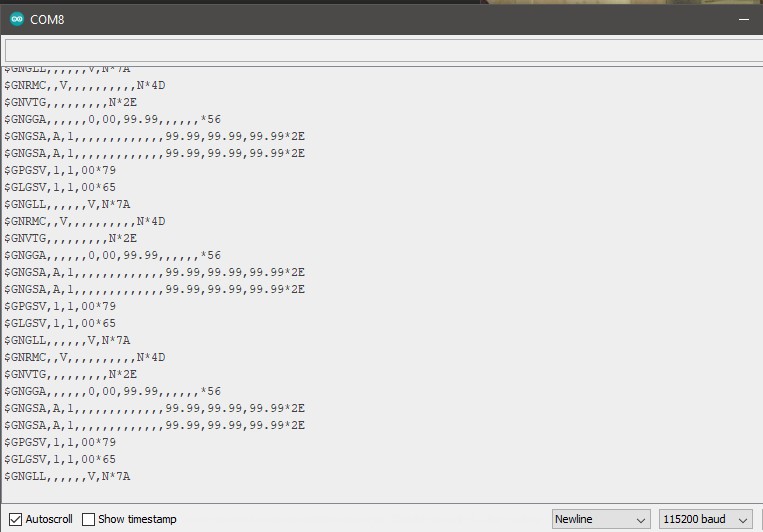 COM8
$GNGLL,,,,,,V,N*7A
$GNRMC,,V,,,,,,,,,,N*4D
$GNVTG,,,,,,,,,N*2E
$GNGGA,,,,,,0,00,99.99,,,,,,*56
$GNGSA,A,1,,,,,,,,,,,,,99.99,99.99,99.99*2E
$GNGSA,A,1,,,,,,,,,,,,,99.99,99.99,99.99*2E
$GPGSV,1,1,00*79
$GLGSV,1,1,00*65
$GNGLL,,,,,,V,N*7A
$GNRMC,,V,,,,,,,,,,N*4D
$GNVTG,,,,,,,,,N*2E
$GNGGA,,,,,,0,00,99.99,,,,,,*56
$GNGSA,A,1,,,,,,,,,,,,,99.99,99.99,99.99*2E
$GNGSA,A,1,,,,,,,,,,,,,99.99,99.99,99.99*2E
$GPGSV,1,1,00*79
$GLGSV,1,1,00*65
$GNGLL,,,,,,V,N*7A
$GNRMC,,V,,,,,,,,,,N*4D
$GNVTG,,,,,,,,,N*2E
$GNGGA,,,,,,0,00,99.99,,,,,,*56
$GNGSA,A,1,,,,,,,,,,,,,99.99,99.99,99.99*2E
$GNGSA,A,1,,,,,,,,,,,,,99.99,99.99,99.99*2E
$GPGSV,1,1,00*79
$GLGSV,1,1,00*65
$GNGLL,,,,,,V,N*7A
Autoscroll Show timestamp Newline 115200 baud